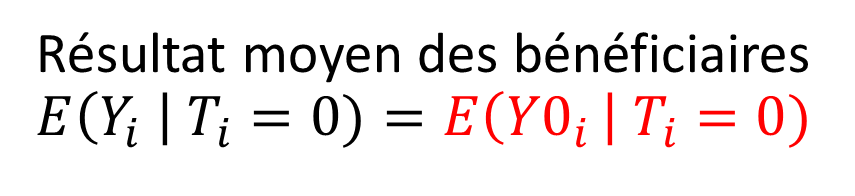 Résultat moyen des bénéficiaires
E(Y_i | T_i = 0) = E(Y0_i | T_i = 0)